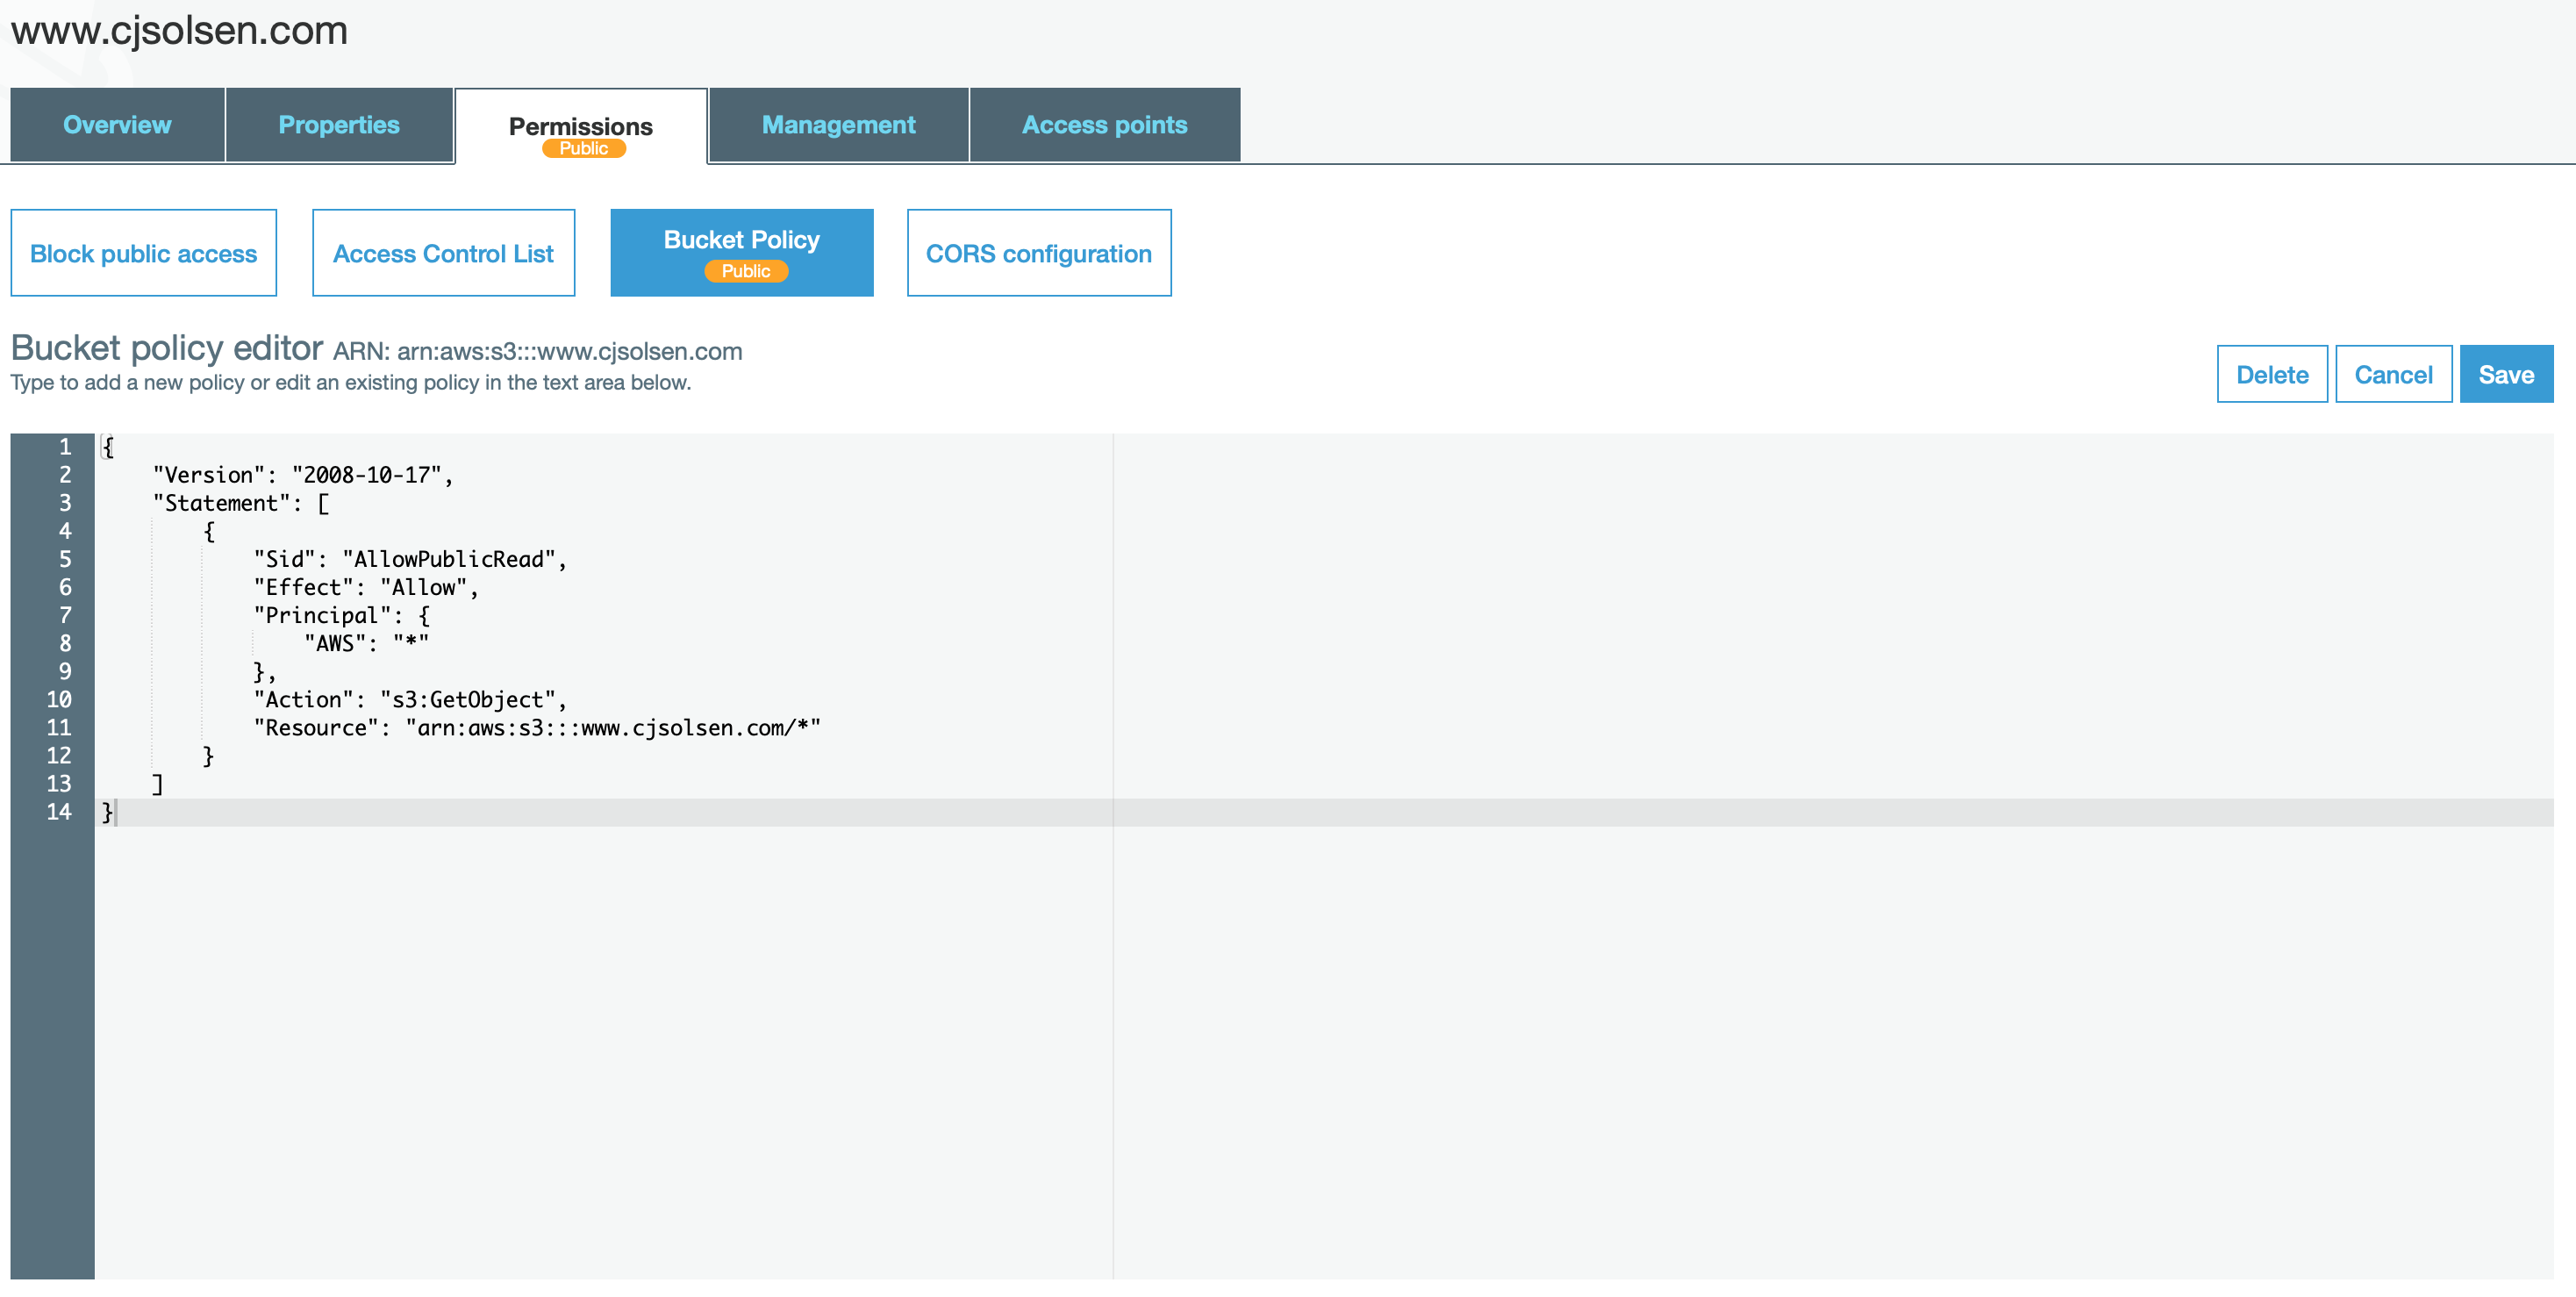 www.cjsolsen.com
Overview Properties Permissions Management Access points
Public
Block public access Access Control List Bucket Policy CORS configuration
Public
Bucket policy editor ARN: arn:aws:s3:::www.cjsolsen.com
Type to add a new policy or edit an existing policy in the text area below.
Delete Cancel Save
1 {
2 "Version": "2008-10-17",
3 "Statement": [
4 {
5 "Sid": "AllowPublicRead",
6 "Effect": "Allow",
7 "Principal": {
8 "AWS": "*"
9 },
10 "Action": "s3:GetObject",
11 "Resource": "arn:aws:s3:::www.cjsolsen.com/*"
12 }
13 ]
14 }